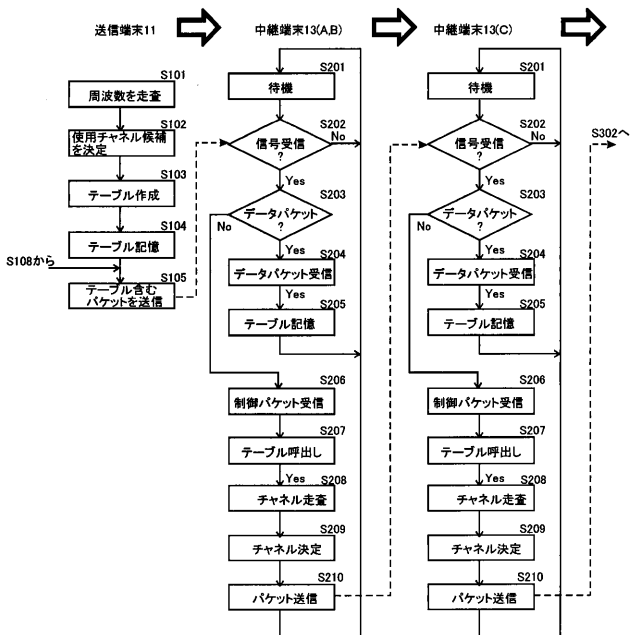 送信端末11
中継端末13(A,B)
中継端末13(C)
S101
周波数を走査
S102
使用チャネル候補
を決定
S103
テーブル作成
S104
テーブル記憶
S108から
S105
テーブル含む
パケットを送信
S201
待機
S202
信号受信
?
No
Yes
S203
データパケット
?
No
Yes
S204
データパケット受信
Yes
S205
テーブル記憶
S206
制御パケット受信
S207
テーブル呼出し
Yes
S208
チャネル走査
S209
チャネル決定
S210
パケット送信
S201
待機
S202
信号受信
?
No
Yes
S203
データパケット
?
No
Yes
S204
データパケット受信
Yes
S205
テーブル記憶
S206
制御パケット受信
S207
テーブル呼出し
Yes
S208
チャネル走査
S209
チャネル決定
S210
パケット送信
S302へ